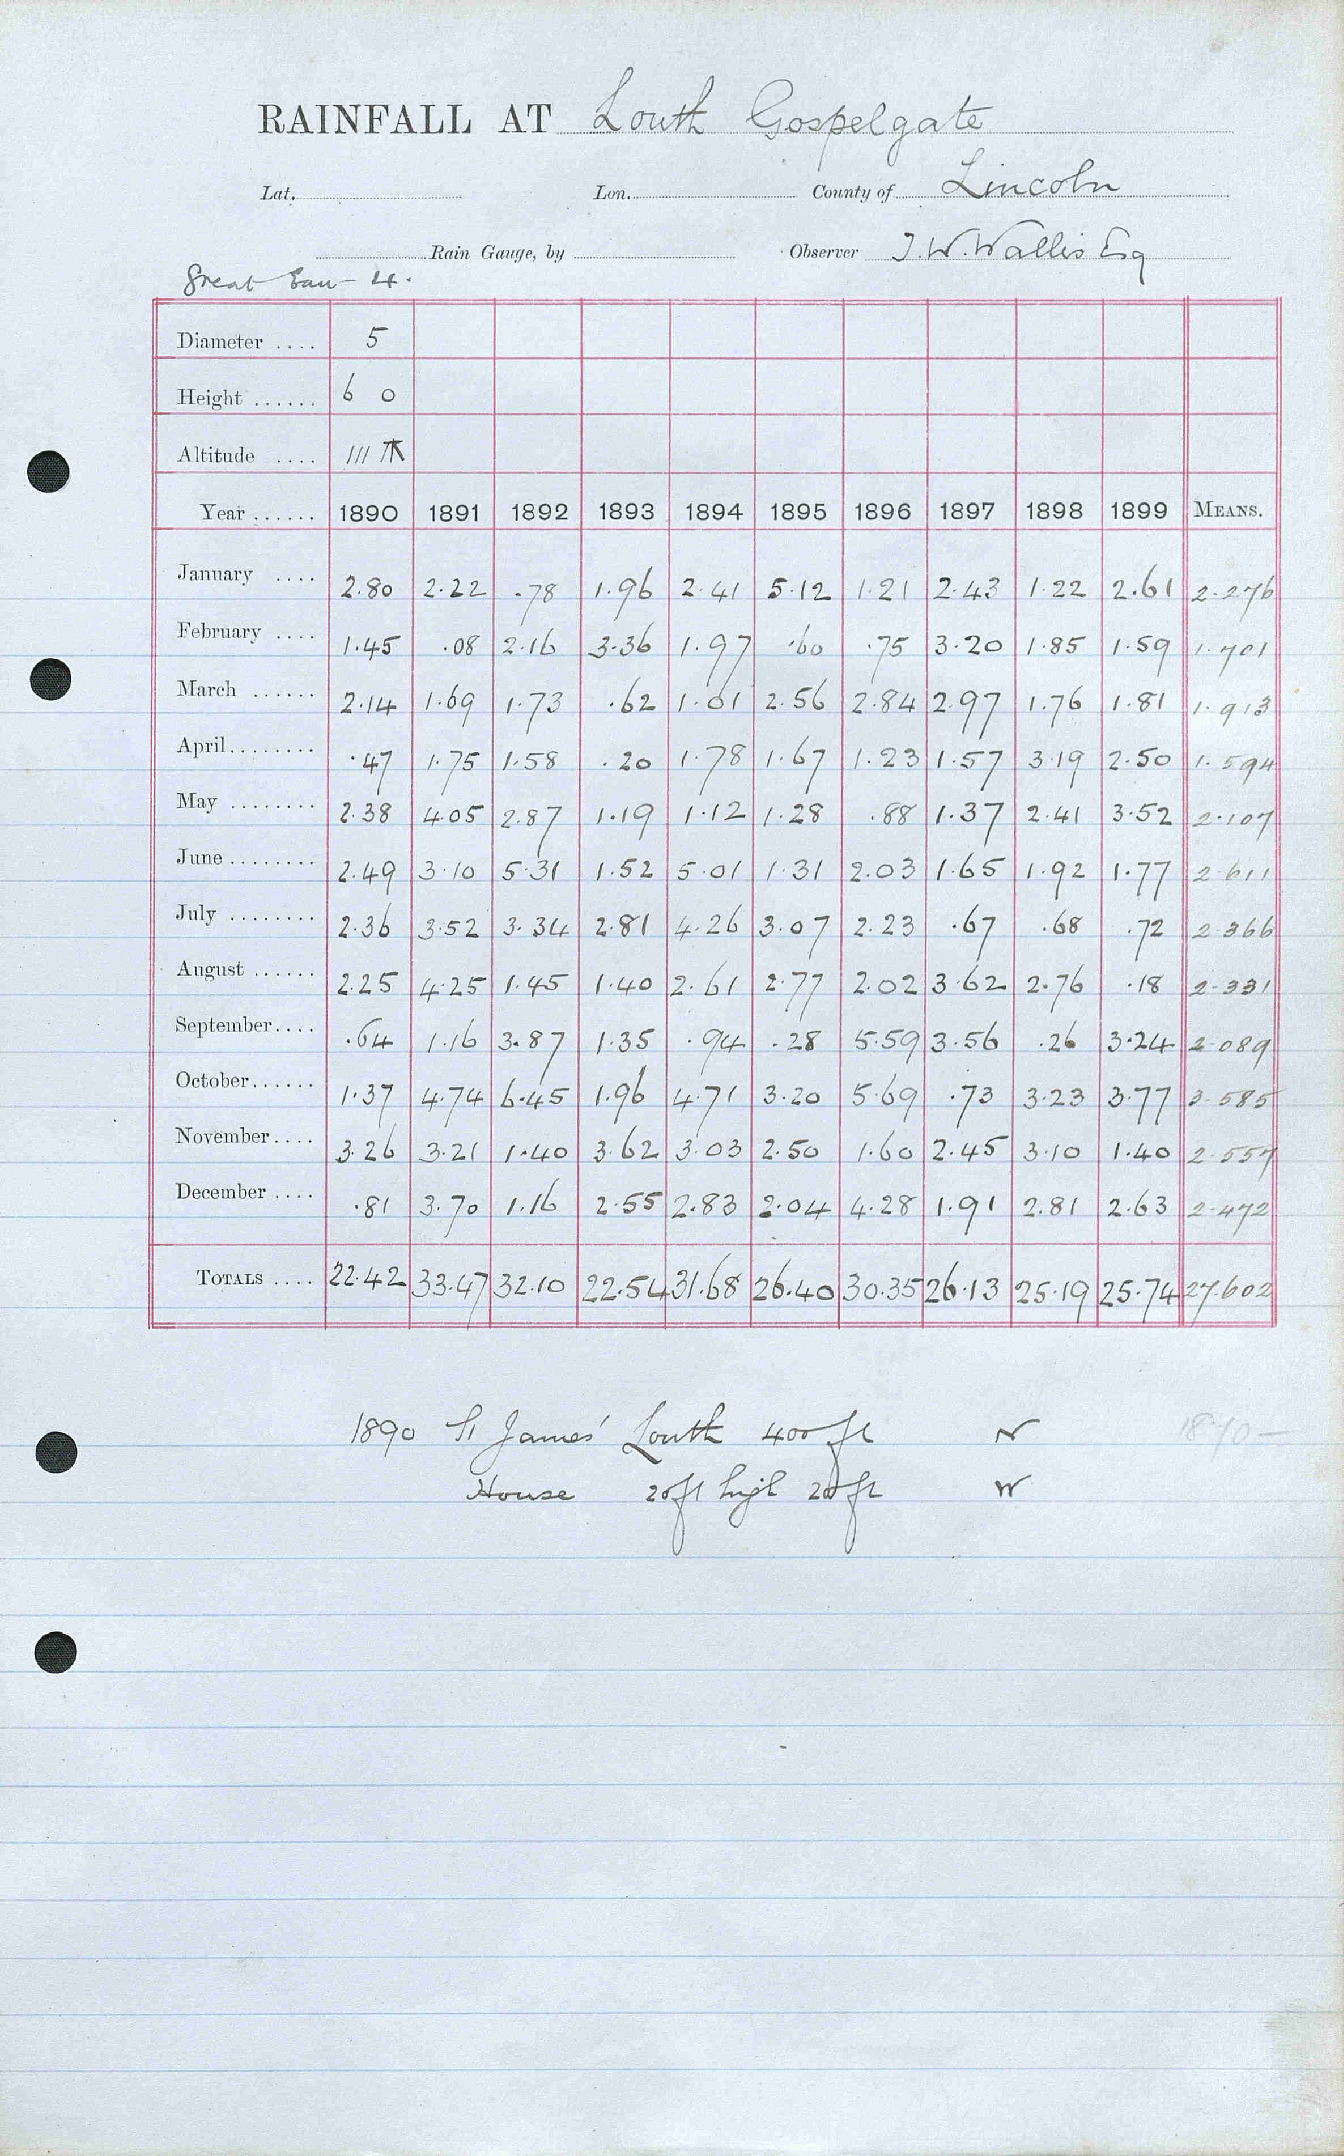 RAINFALL AT Louth Gospelgate
Lat. Lon. County of Lincoln
Rain Gauge, by Observer T.W. Wallis Esq
Great Eau 4.
Diameter .... 5
Height ...... 6 0
Altitude .... 111
Year ...... 1890 1891 1892 1893 1894 1895 1896 1897 1898 1899 MEANS.
January .... 2.80 2.22 .78 1.96 2.41 5.12 1.21 2.43 1.22 2.61 2.276
February .... 1.45 .08 2.16 3.36 1.97 .60 .75 3.20 1.85 1.59 1.701
March ...... 2.14 1.69 1.73 .62 1.01 2.56 2.84 2.97 1.76 1.81 1.913
April ........ .47 1.75 1.58 .20 1.78 1.67 1.23 1.57 3.19 2.50 1.594
May ........ 2.38 4.05 2.87 1.19 1.12 1.28 .88 1.37 2.41 3.52 2.107
June ........ 2.49 3.10 5.31 1.52 5.01 1.31 2.03 1.65 1.92 1.77 2.611
July ........ 2.36 3.52 3.34 2.81 4.26 3.07 2.23 .67 .68 .72 2.366
August ...... 2.25 4.25 1.45 1.40 2.61 2.77 2.02 3.62 2.76 .18 2.331
September .... .64 1.16 3.87 1.35 .94 .28 5.59 3.56 .26 3.24 2.089
October ...... 1.37 4.74 6.45 1.96 4.71 3.20 5.69 .73 3.23 3.77 3.585
November .... 3.26 3.21 1.40 3.62 3.03 2.50 1.60 2.45 3.10 1.40 2.557
December .... .81 3.70 1.16 2.55 2.83 2.04 4.28 1.91 2.81 2.63 2.472
TOTALS .... 22.42 33.47 32.10 22.54 31.68 26.40 30.35 26.13 25.19 25.74 27.602
1890 St James' Louth 400 ft N 1870 —
House 20 ft high 20 ft W